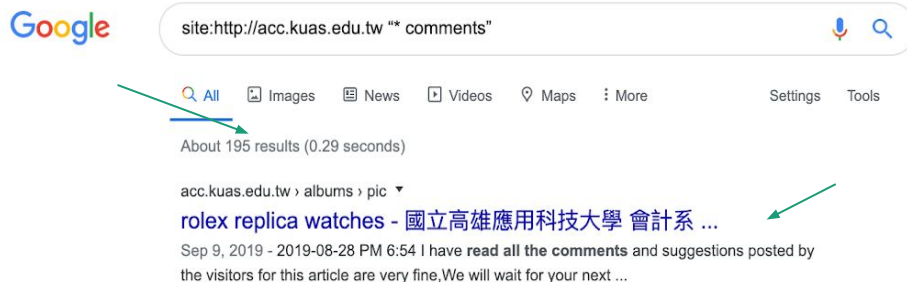 Google
site:http://acc.kuas.edu.tw “* comments”
All Images News Videos Maps More Settings Tools
About 195 results (0.29 seconds)
acc.kuas.edu.tw › albums › pic
rolex replica watches - 國立高雄應用科技大學 會計系 ...
Sep 9, 2019 - 2019-08-28 PM 6:54 I have read all the comments and suggestions posted by
the visitors for this article are very fine,We will wait for your next ...